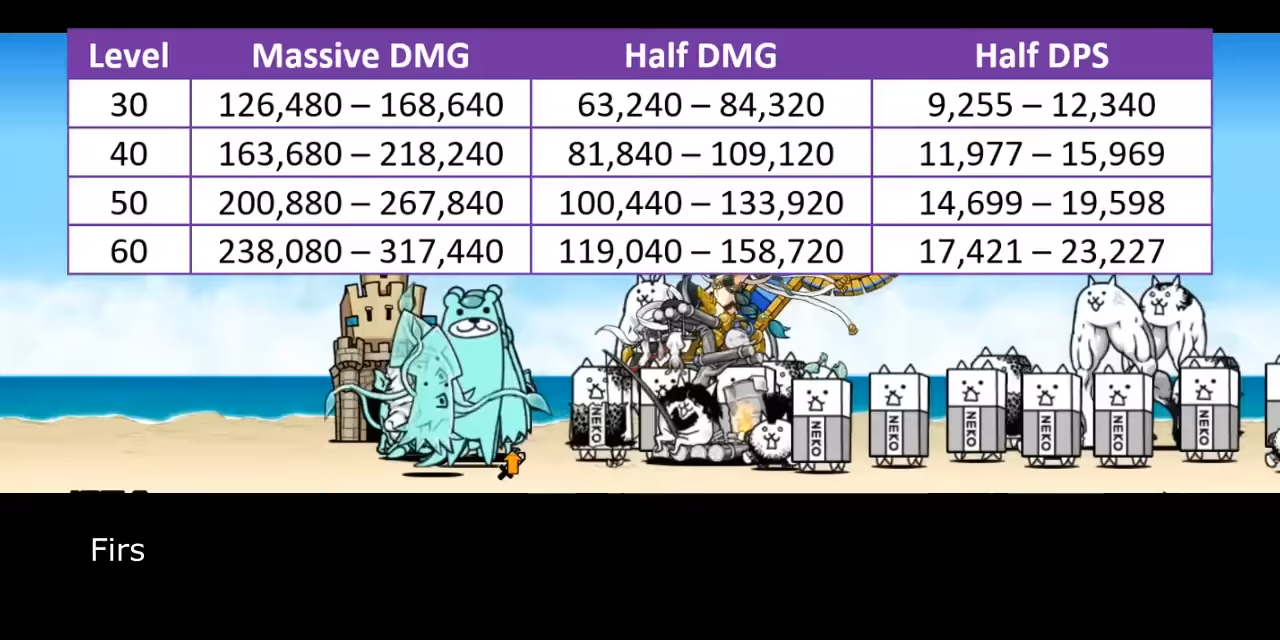 Level Massive DMG Half DMG Half DPS
30 126,480 – 168,640 63,240 – 84,320 9,255 – 12,340
40 163,680 – 218,240 81,840 – 109,120 11,977 – 15,969
50 200,880 – 267,840 100,440 – 133,920 14,699 – 19,598
60 238,080 – 317,440 119,040 – 158,720 17,421 – 23,227
NEKO NEKO NEKO NEKO NEKO NEKO NEKO
Firs